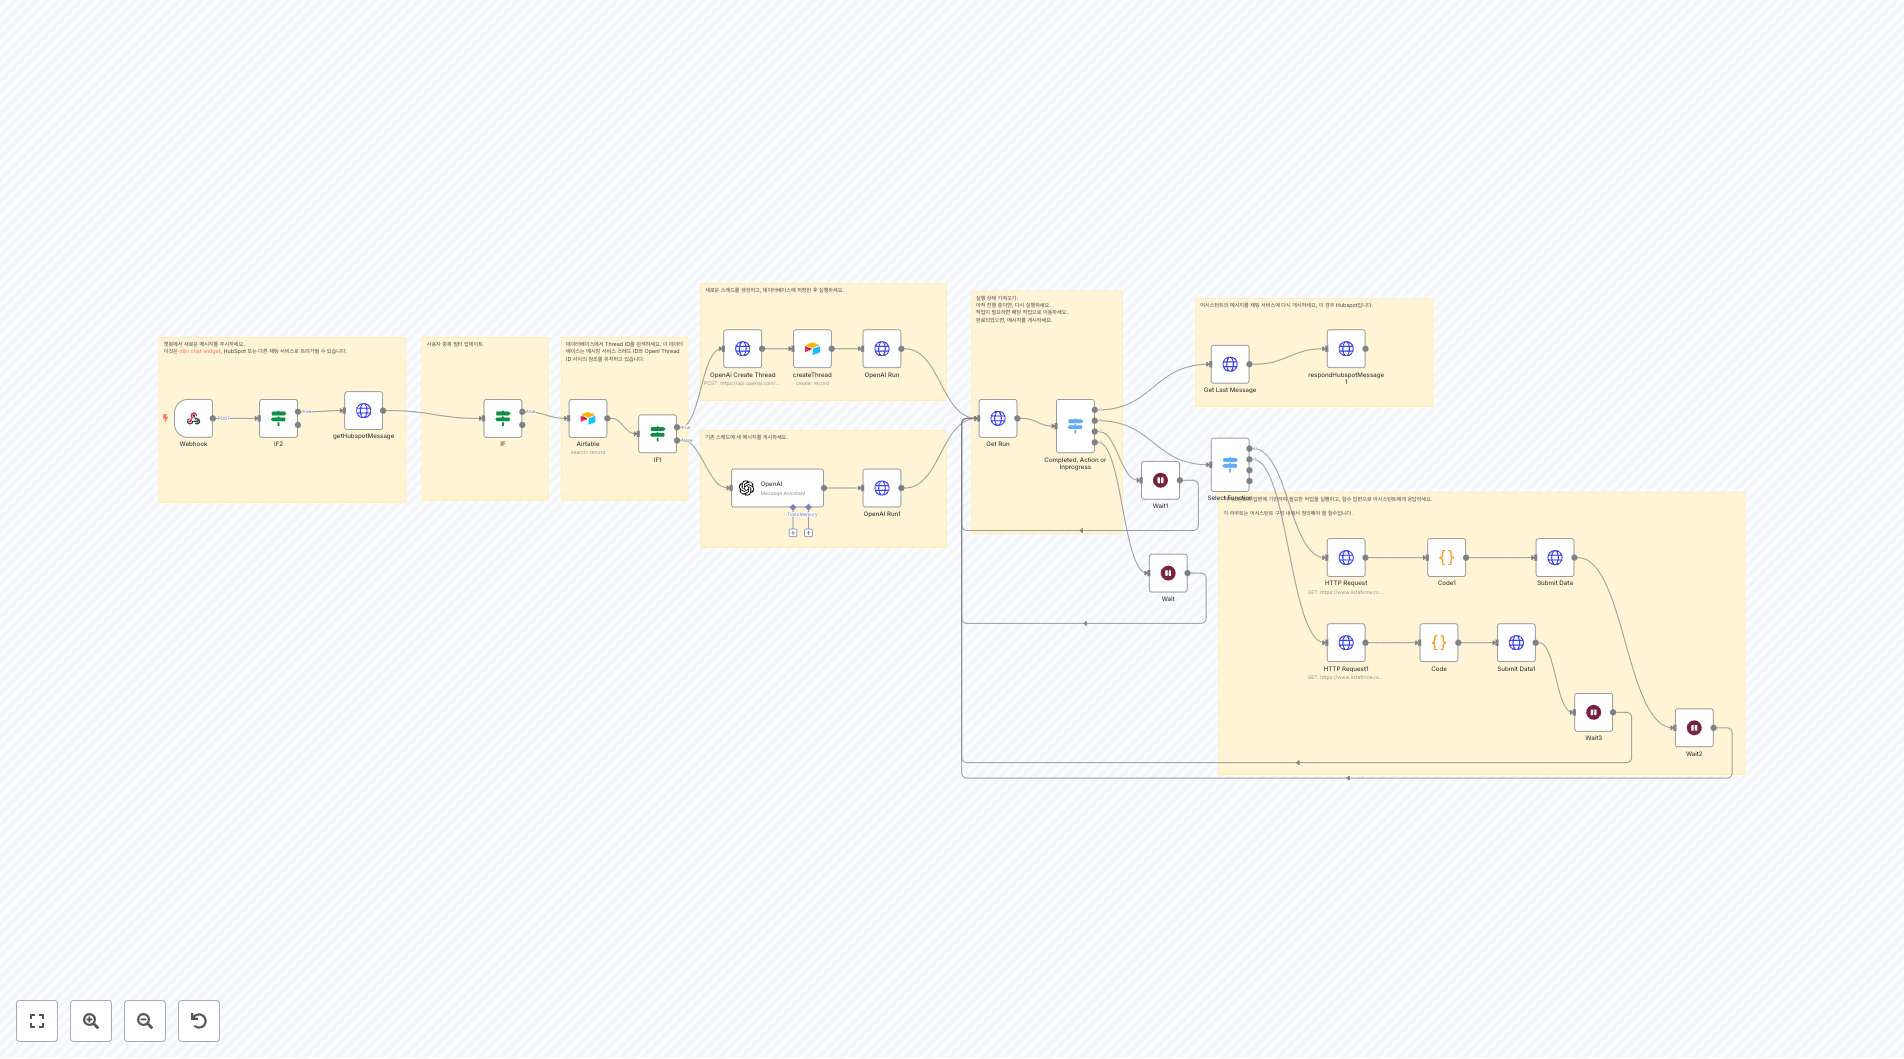 챗봇에서 새로운 메시지를 주시하세요.
이것은 n8n chat widget, HubSpot 또는 다른 채팅 서비스로 트리거될 수 있습니다.
Webhook
POST
IF2
true
getHubspotMessage
사용자 중복 필터 업데이트
IF
true
데이터베이스에서 Thread ID를 검색하세요. 이 데이터
베이스는 메시징 서비스 스레드 ID와 OpenI Thread
ID 사이의 참조를 유지하고 있습니다.
Airtable
search: record
IF1
true
false
새로운 스레드를 생성하고, 데이터베이스에 저장한 후 실행하세요.
OpenAi Create Thread
POST: https://api.openai.com/...
createThread
create: record
OpenAI Run
기존 스레드에 새 메시지를 게시하세요.
OpenAI
Message Assistant
Tools
Memory
OpenAI Run1
실행 상태 가져오기:
아직 진행 중이면, 다시 실행하세요.
작업이 필요하면 해당 작업으로 이동하세요.
완료되었으면, 메시지를 게시하세요.
Get Run
Completed, Action or
Inprogress
Wait1
Wait
어시스턴트의 메시지를 채팅 서비스에 다시 게시하세요, 이 경우 Hubspot입니다.
Get Last Message
respondHubspotMessage
1
Select Function
답변에 기반하여 필요한 작업을 실행하고, 함수 답변으로 어시스턴트에게 응답하세요.
각 라우트는 어시스턴트 구성 내에서 정의해야 할 함수입니다.
HTTP Request
GET: https://www.listafirme.ro...
Code1
Submit Data
HTTP Request1
GET: https://www.listafirme.ro...
Code
Submit Data1
Wait3
Wait2